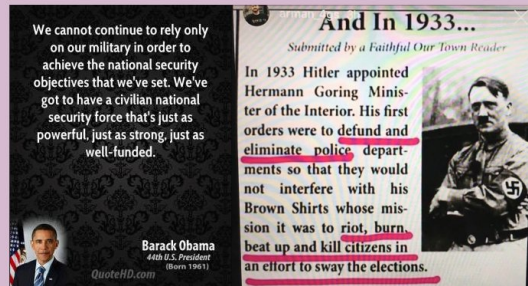 We cannot continue to rely only
on our military in order to
achieve the national security
objectives that we've set. We've
got to have a civilian national
security force that's just as
powerful, just as strong, just as
well-funded.
Barack Obama
44th U.S. President
(Born 1961)
QuoteHD.com
And In 1933...
Submitted by a Faithful Our Town Reader
In 1933 Hitler appointed
Hermann Goring Minis-
ter of the Interior. His first
orders were to defund and
eliminate police depart-
ments so that they would
not interfere with his
Brown Shirts whose mis-
sion it was to riot, burn,
beat up and kill citizens in
an effort to sway the elections.